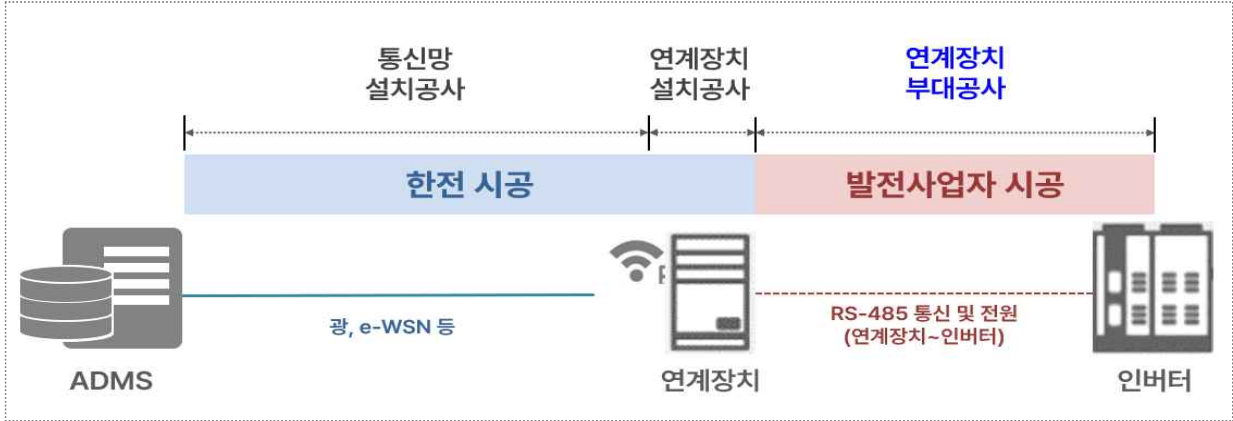 통신망
설치공사
연계장치
설치공사
연계장치
부대공사
한전 시공
발전사업자 시공
광, e-WSN 등
RS-485 통신 및 전원
(연계장치~인버터)
ADMS
연계장치
인버터